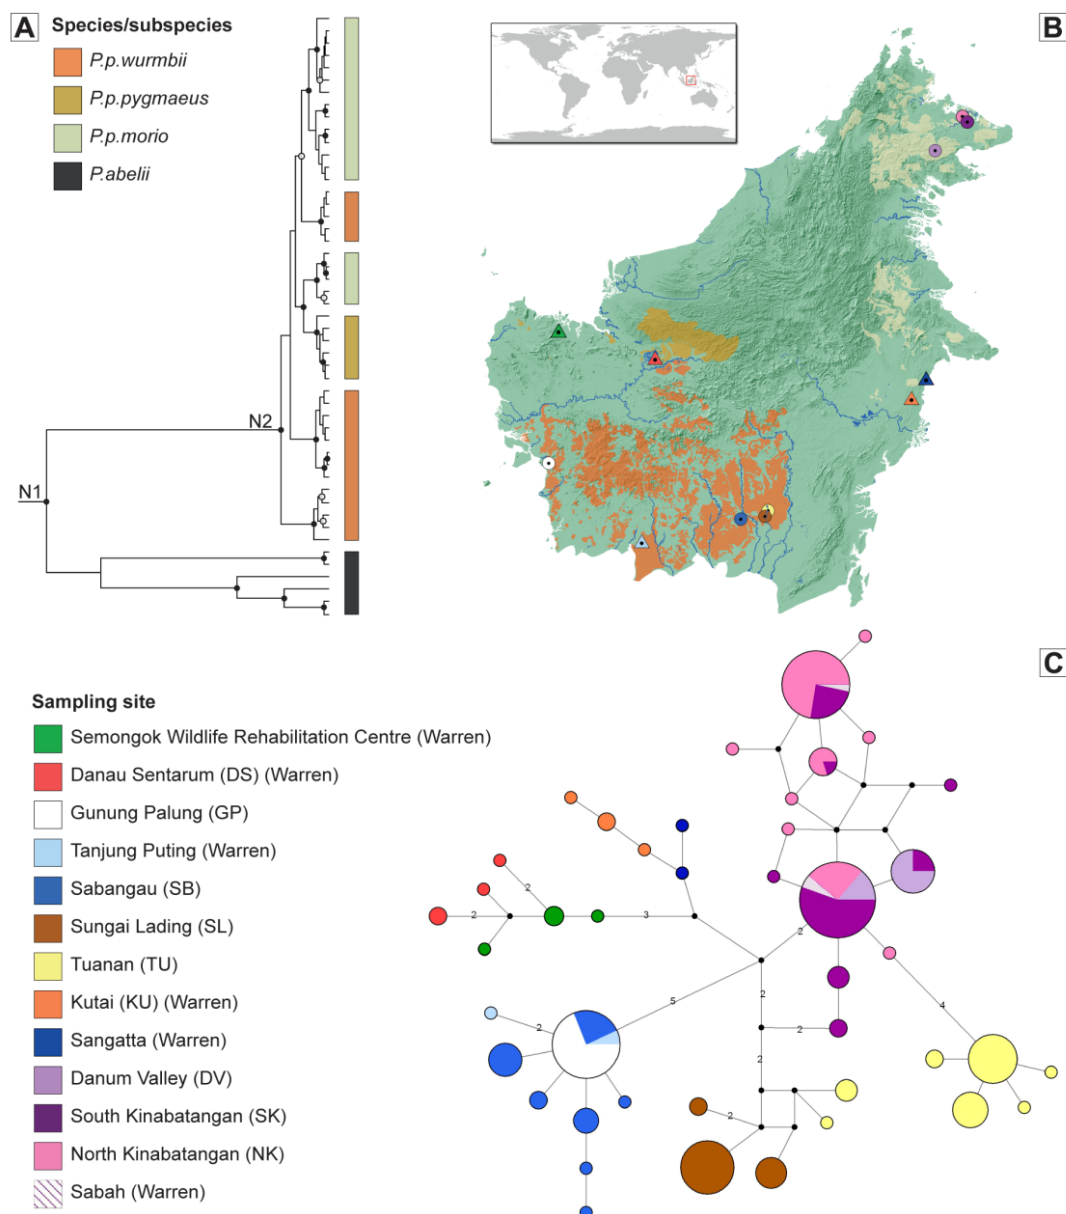 A
Species/subspecies
P.p.wurmbii
P.p.pygmaeus
P.p.morio
P.abelii
N2
N1
B
C
Sampling site
Semongok Wildlife Rehabilitation Centre (Warren)
Danau Sentarum (DS) (Warren)
Gunung Palung (GP)
Tanjung Puting (Warren)
Sabangau (SB)
Sungai Lading (SL)
Tuanan (TU)
Kutai (KU) (Warren)
Sangatta (Warren)
Danum Valley (DV)
South Kinabatangan (SK)
North Kinabatangan (NK)
Sabah (Warren)
2
2
3
2
5
2
4
2
2
2
2